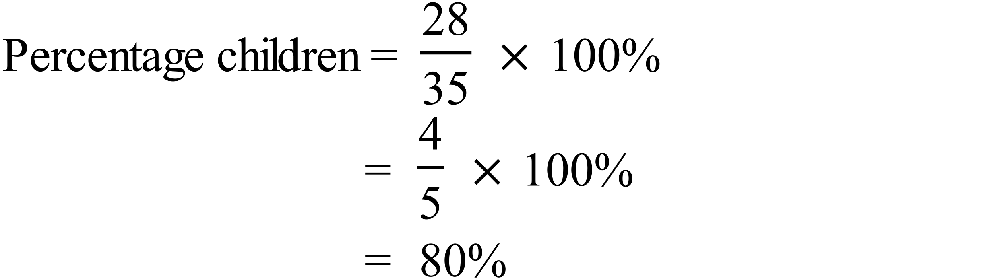 Percentage children = 28/35 × 100%
= 4/5 × 100%
= 80%